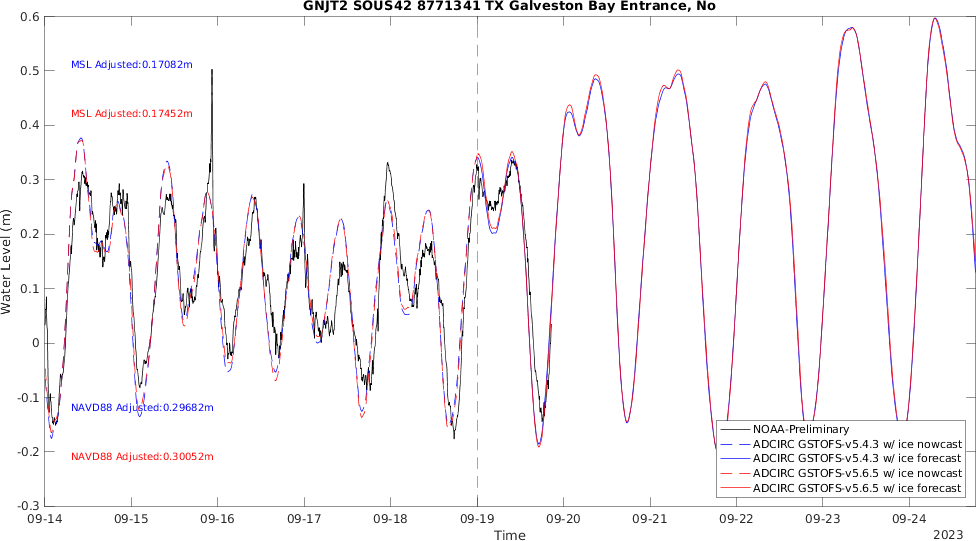 GNJT2 SOUS42 8771341 TX Galveston Bay Entrance, No
0.6
0.5
0.4
0.3
0.2
0.1
0
-0.1
-0.2
-0.3
Water Level (m)
MSL Adjusted:0.17082m
MSL Adjusted:0.17452m
NAVD88 Adjusted:0.29682m
NAVD88 Adjusted:0.30052m
NOAA-Preliminary
ADCIRC GSTOFS-v5.4.3 w/ ice nowcast
ADCIRC GSTOFS-v5.4.3 w/ ice forecast
ADCIRC GSTOFS-v5.6.5 w/ ice nowcast
ADCIRC GSTOFS-v5.6.5 w/ ice forecast
09-14 09-15 09-16 09-17 09-18 09-19 09-20 09-21 09-22 09-23 09-24
Time
2023